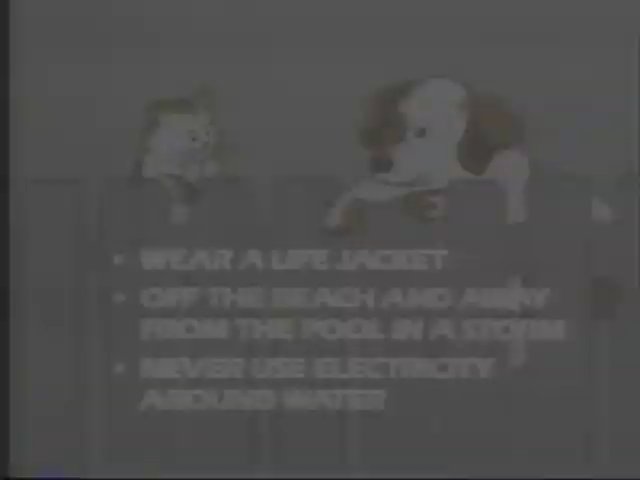 • WEAR A LIFE JACKET
• OFF THE BEACH AND AWAY
FROM THE POOL IN A STORM
• NEVER USE ELECTRICITY
AROUND WATER